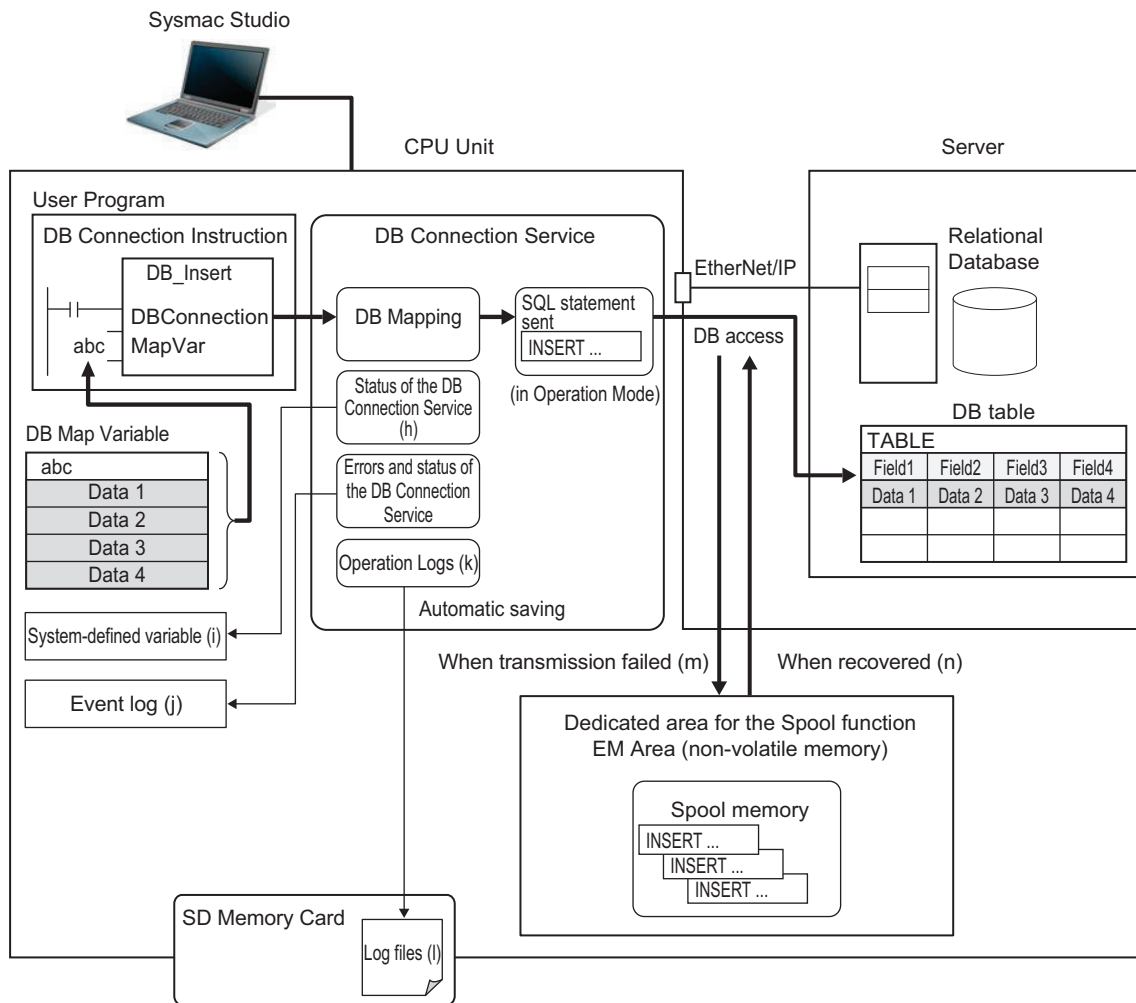 Sysmac Studio
CPU Unit
Server
User Program
DB Connection Instruction
DB_Insert
DBConnection
abc
MapVar
DB Connection Service
DB Mapping
SQL statement
sent
INSERT ...
(in Operation Mode)
EtherNet/IP
DB access
Relational
Database
Status of the DB
Connection Service
(h)
Errors and status of
the DB Connection
Service
Operation Logs (k)
Automatic saving
DB Map Variable
abc
Data 1
Data 2
Data 3
Data 4
DB table
TABLE
Field1 Field2 Field3 Field4
Data 1 Data 2 Data 3 Data 4
System-defined variable (i)
Event log (j)
When transmission failed (m)
When recovered (n)
Dedicated area for the Spool function
EM Area (non-volatile memory)
Spool memory
INSERT ...
INSERT ...
INSERT ...
SD Memory Card
Log files (l)